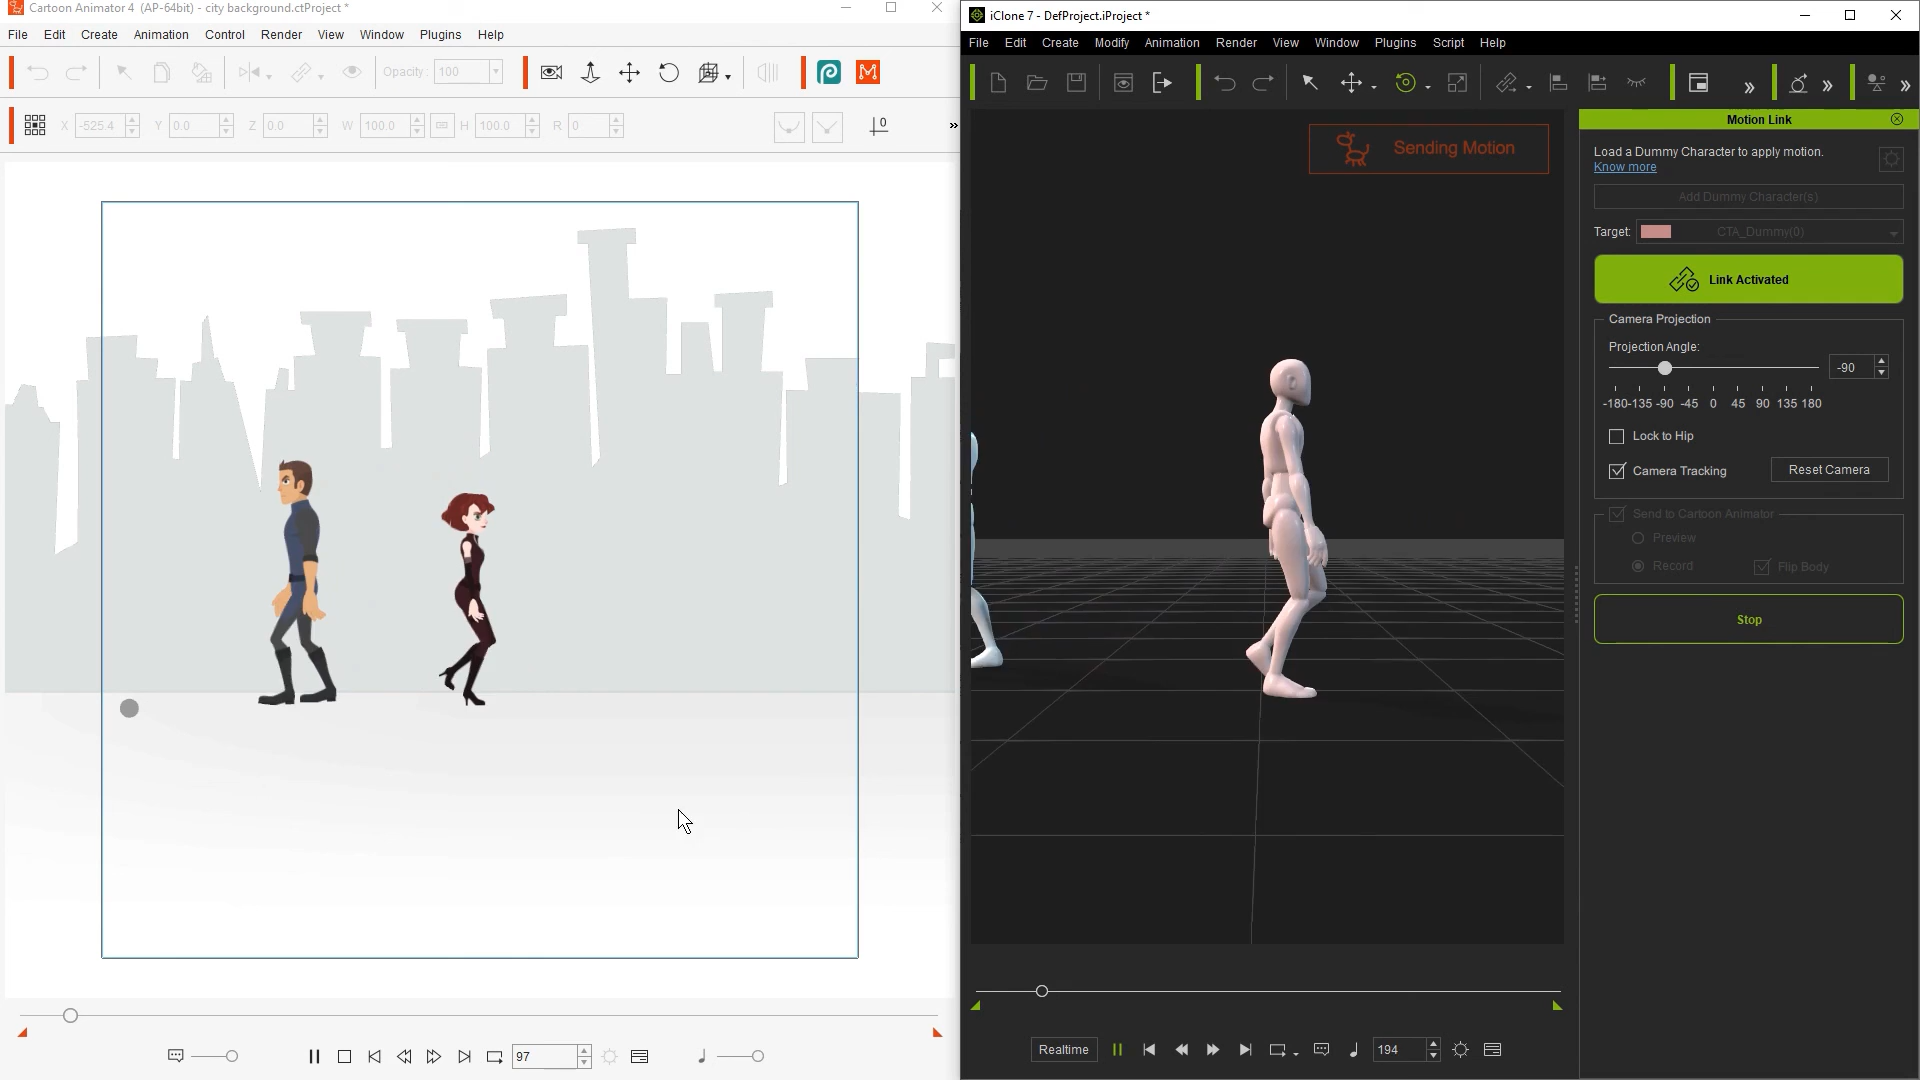 Cartoon Animator 4 (AP-64bit) - city background.ctProject *
File Edit Create Animation Control Render View Window Plugins Help
Opacity: 100
X -525.4 Y 0.0 Z 0.0 W 100.0 H 100.0 R 0
0
97
iClone 7 - DefProject.iProject *
File Edit Create Modify Animation Render View Window Plugins Script Help
Sending Motion
Motion Link
Load a Dummy Character to apply motion.
Know more
Add Dummy Character(s)
Target: CTA_Dummy(0)
Link Activated
Camera Projection
Projection Angle:
-90
-180 -135 -90 -45 0 45 90 135 180
Lock to Hip
Camera Tracking Reset Camera
Send to Cartoon Animator
Preview
Record Flip Body
Stop
Realtime 194